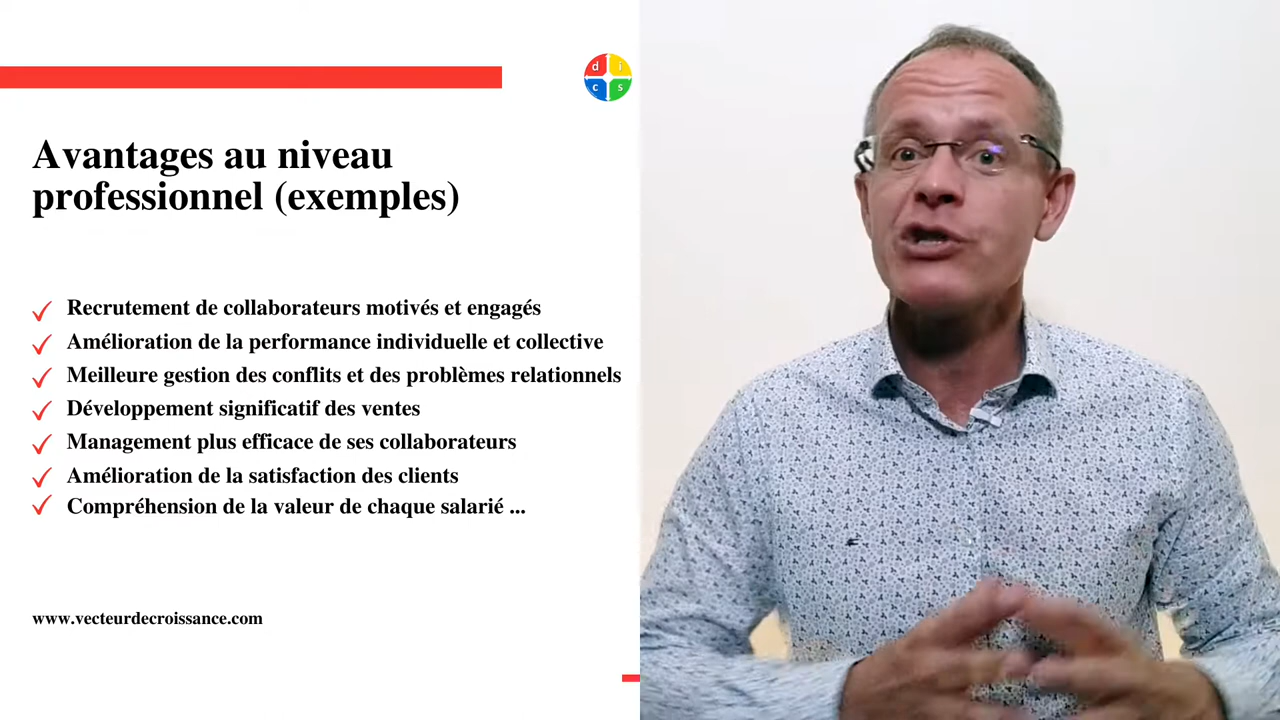 d i
c s
Avantages au niveau
professionnel (exemples)
Recrutement de collaborateurs motivés et engagés
Amélioration de la performance individuelle et collective
Meilleure gestion des conflits et des problèmes relationnels
Développement significatif des ventes
Management plus efficace de ses collaborateurs
Amélioration de la satisfaction des clients
Compréhension de la valeur de chaque salarié ...
www.vecteurdecroissance.com